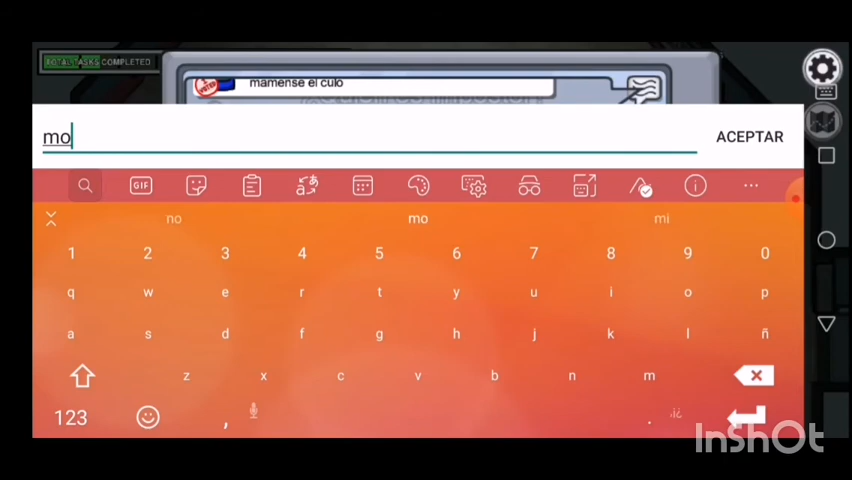 TOTAL TASKS COMPLETED
I VOTED
mamense el culo
mo
ACEPTAR
GIF
no mo mi
1 2 3 4 5 6 7 8 9 0
q w e r t y u i o p
a s d f g h j k l ñ
z x c v b n m
123 , . ,¡¿
InShOt